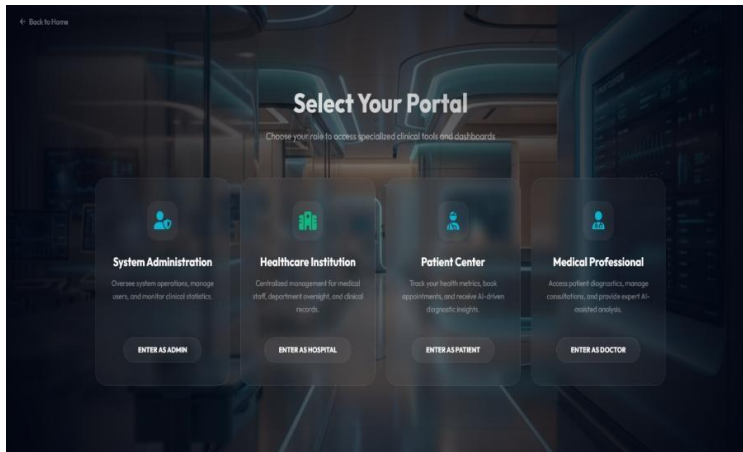 ← Back to Home
Select Your Portal
Choose your role to access specialized clinical tools and dashboards
System Administration
Oversee system operations, manage
users, and monitor clinical statistics.
ENTER AS ADMIN
Healthcare Institution
Centralized management for medical
staff, department oversight, and clinical
records.
ENTER AS HOSPITAL
Patient Center
Track your health metrics, book
appointments, and receive AI-driven
diagnostic insights.
ENTER AS PATIENT
Medical Professional
Access patient diagnostics, manage
consultations, and provide expert AI-
assisted analysis.
ENTER AS DOCTOR